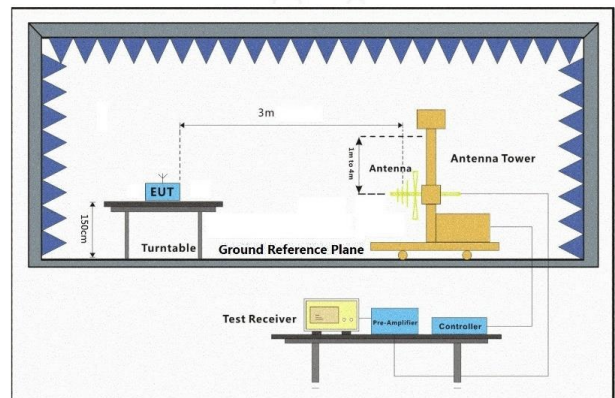 3m
1m to 4m
Antenna
Antenna Tower
EUT
150cm
Turntable
Ground Reference Plane
Test Receiver
Pre-Amplifier
Controller